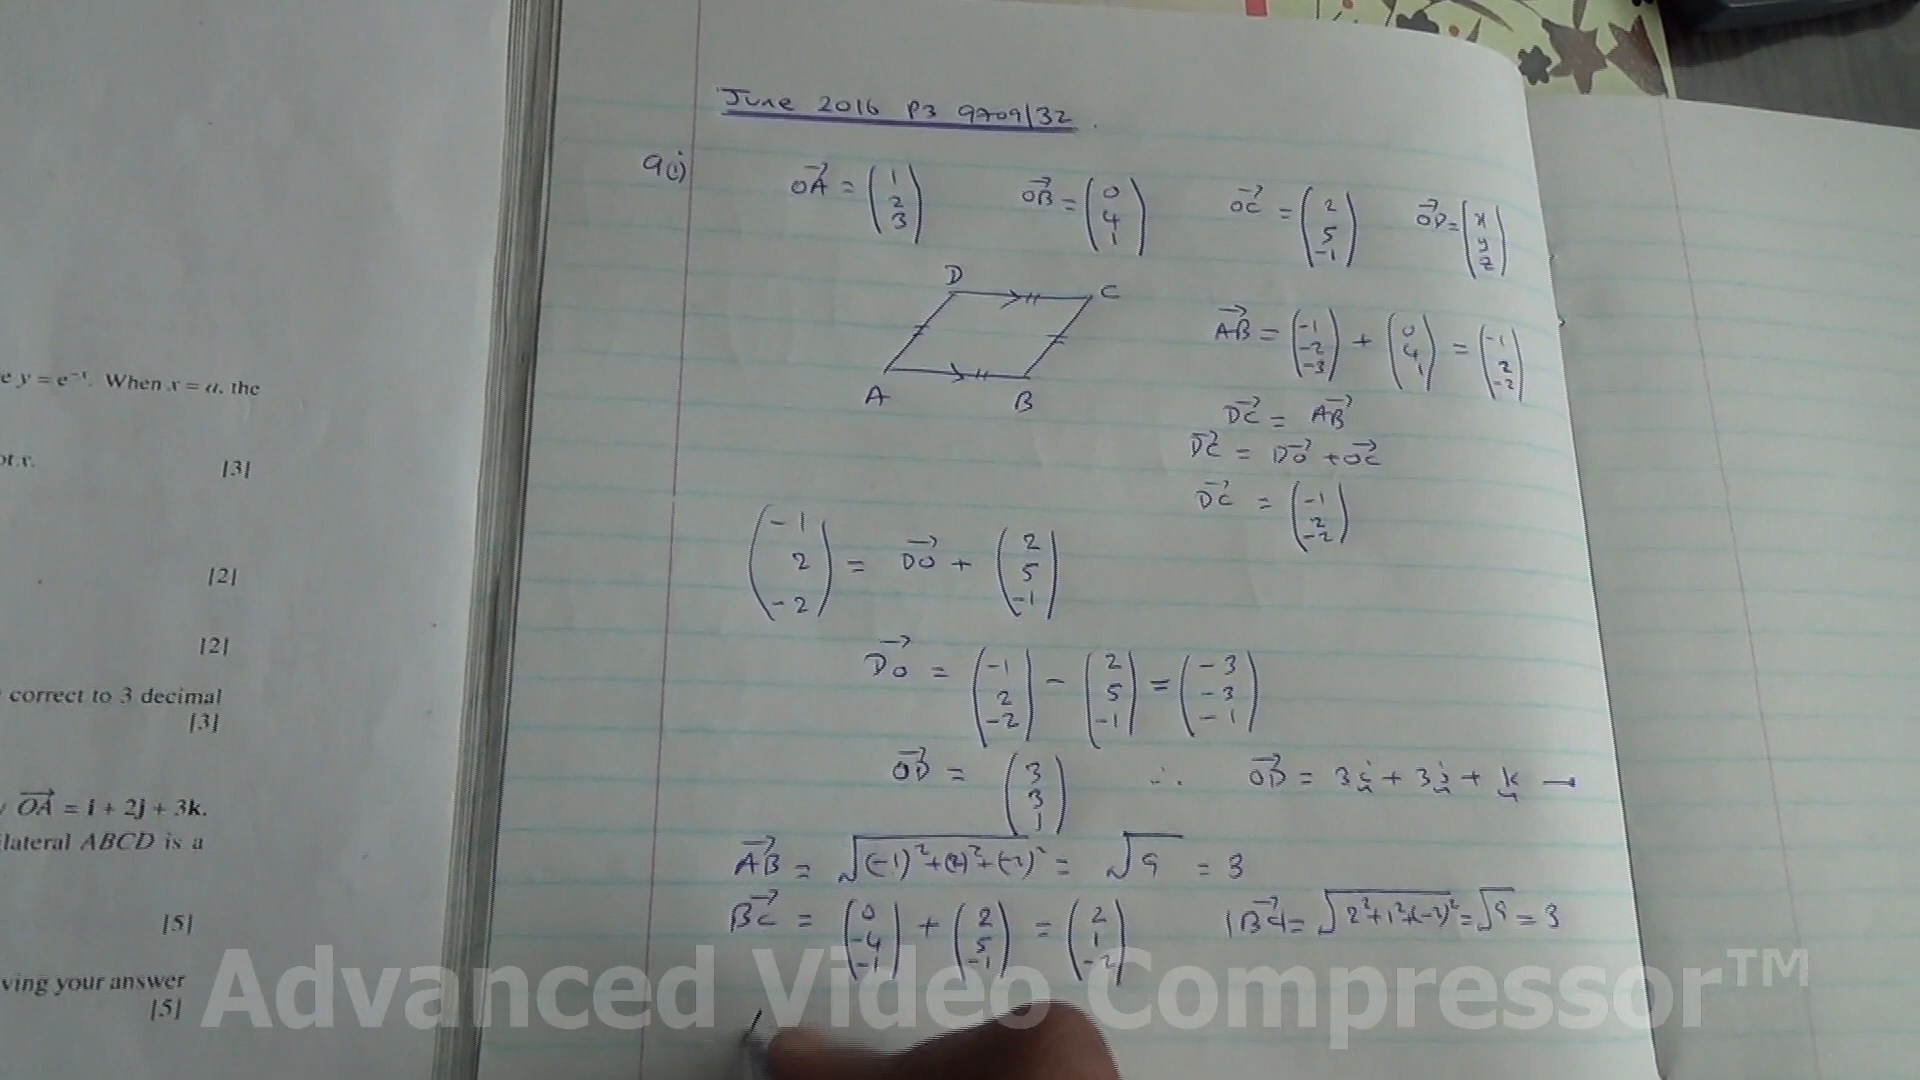 June 2016 P3 9709/32.
9(i) OA→ = (1 2 3) OB→ = (0 4 1) OC→ = (2 5 -1) OD→ = (x y z)
D C
A B
AB→ = (-1 -2 -3) + (0 4 1) = (-1 2 -2)
DC→ = AB→
DC→ = DO→ + OC→
DC→ = (-1 2 -2)
(-1 2 -2) = DO→ + (2 5 -1)
DO→ = (-1 2 -2) - (2 5 -1) = (-3 -3 -1)
OD→ = (3 3 1) ∴ OD→ = 3i + 3j + k
AB→ = √(-1)²+(2)²+(-2)² = √9 = 3
BC→ = (0 -4 -1) + (2 5 -1) = (2 1 -2) |BC→| = √2²+1²+(-2)² = √9 = 3
y = e⁻ˣ. When x = a, the
[3]
[2]
[2]
correct to 3 decimal
[3]
OA→ = i + 2j + 3k.
lateral ABCD is a
[5]
ving your answer
[5]
Advanced Video Compressor™